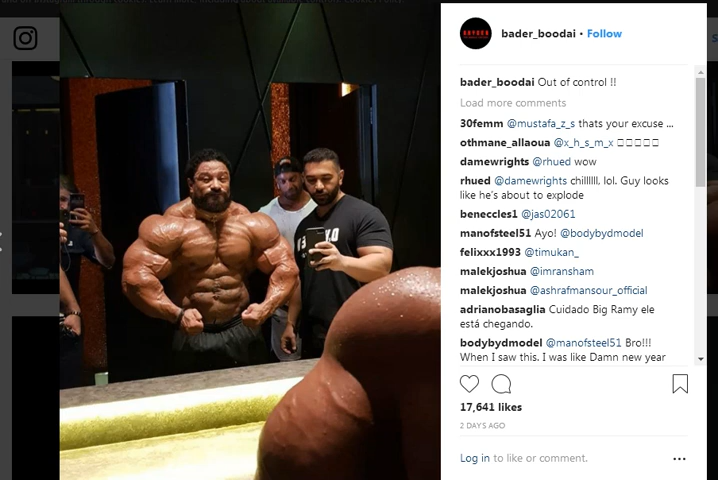 bader_boodai • Follow
bader_boodai Out of control !!
Load more comments
30femm @mustafa_z_s thats your excuse ...
othmane_allaoua @x_h_s_m_x □□□□□
damewrights @rhued wow
rhued @damewrights chillllll, lol. Guy looks
like he's about to explode
beneccles1 @jas02061
manofsteel51 Ayo! @bodybydmodel
felixxx1993 @timukan_
malekjoshua @imransham
malekjoshua @ashrafmansour_official
adrianobasaglia Cuidado Big Ramy ele
está chegando.
bodybydmodel @manofsteel51 Bro!!!
When I saw this. I was like Damn new year
17,641 likes
2 DAYS AGO
Log in to like or comment.